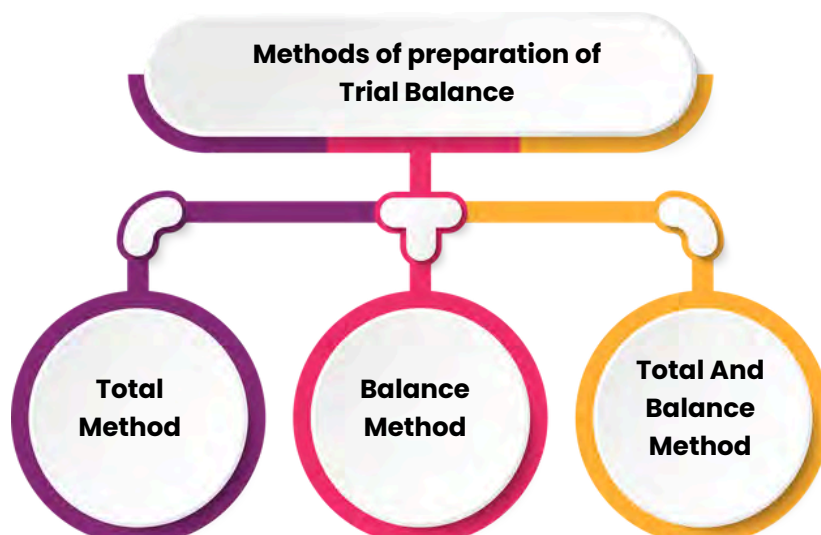 Methods of preparation of
Trial Balance
Total
Method
Balance
Method
Total And
Balance
Method